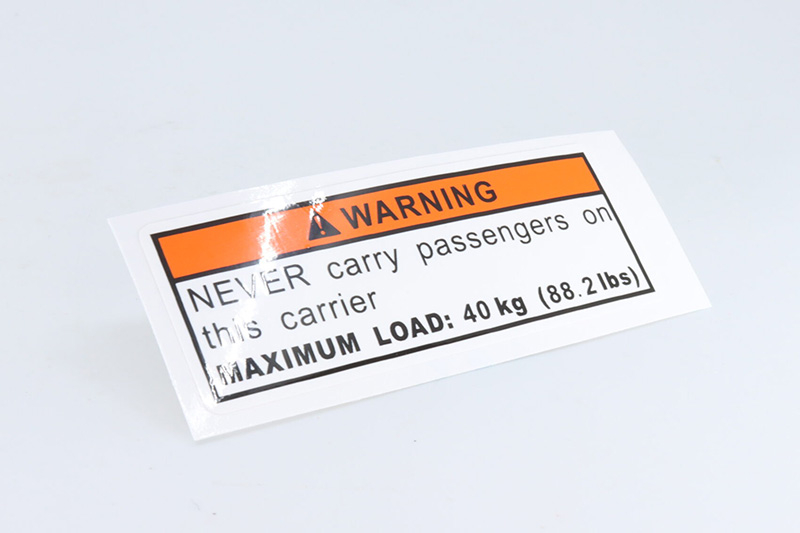 WARNING
NEVER carry passengers on
this carrier
MAXIMUM LOAD: 40 kg (88.2 lbs)